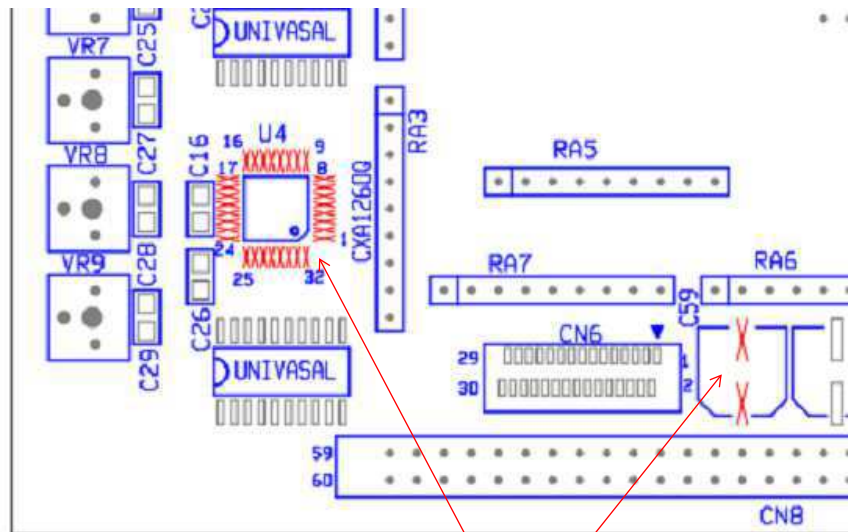 C25
UNIVASAL
VR7
C27
U4
16
9
17
8
C16
RA3
RA5
VR8
CXA1260Q
24
1
25
32
C28
C26
VR9
RA7
RA6
C59
CN6
29
1
30
2
C29
UNIVASAL
59
60
CN8